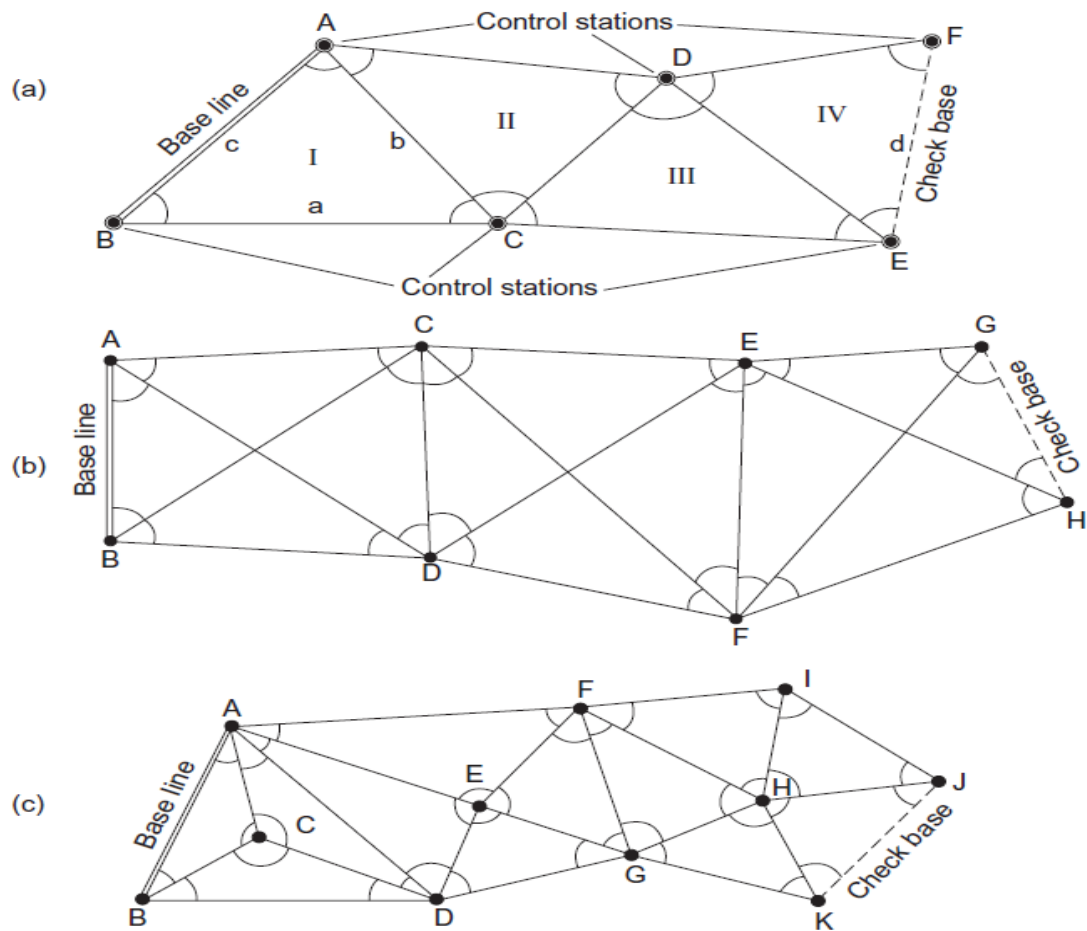 Control stations
A
F
D
(a)
Base line
c
I
b
II
IV
d
Check base
III
a
B
C
E
Control stations
A
C
E
G
(b)
Base line
Check base
B
D
F
H
A
F
I
(c)
Base line
E
H
J
C
Check base
G
B
D
K